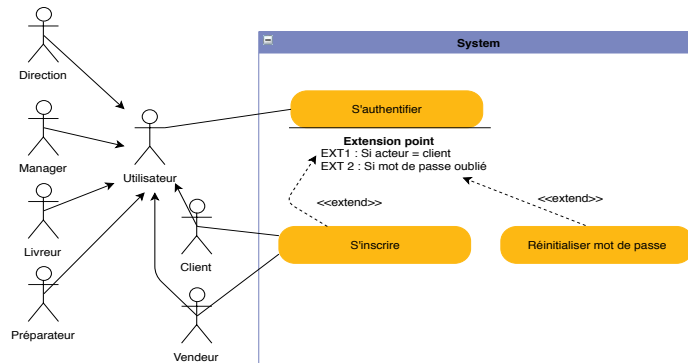 System
Direction
S'authentifier
Extension point
EXT1 : Si acteur = client
EXT 2 : Si mot de passe oublié
Manager
Utilisateur
<<extend>>
<<extend>>
Livreur
Client
S'inscrire
Réinitialiser mot de passe
Préparateur
Vendeur